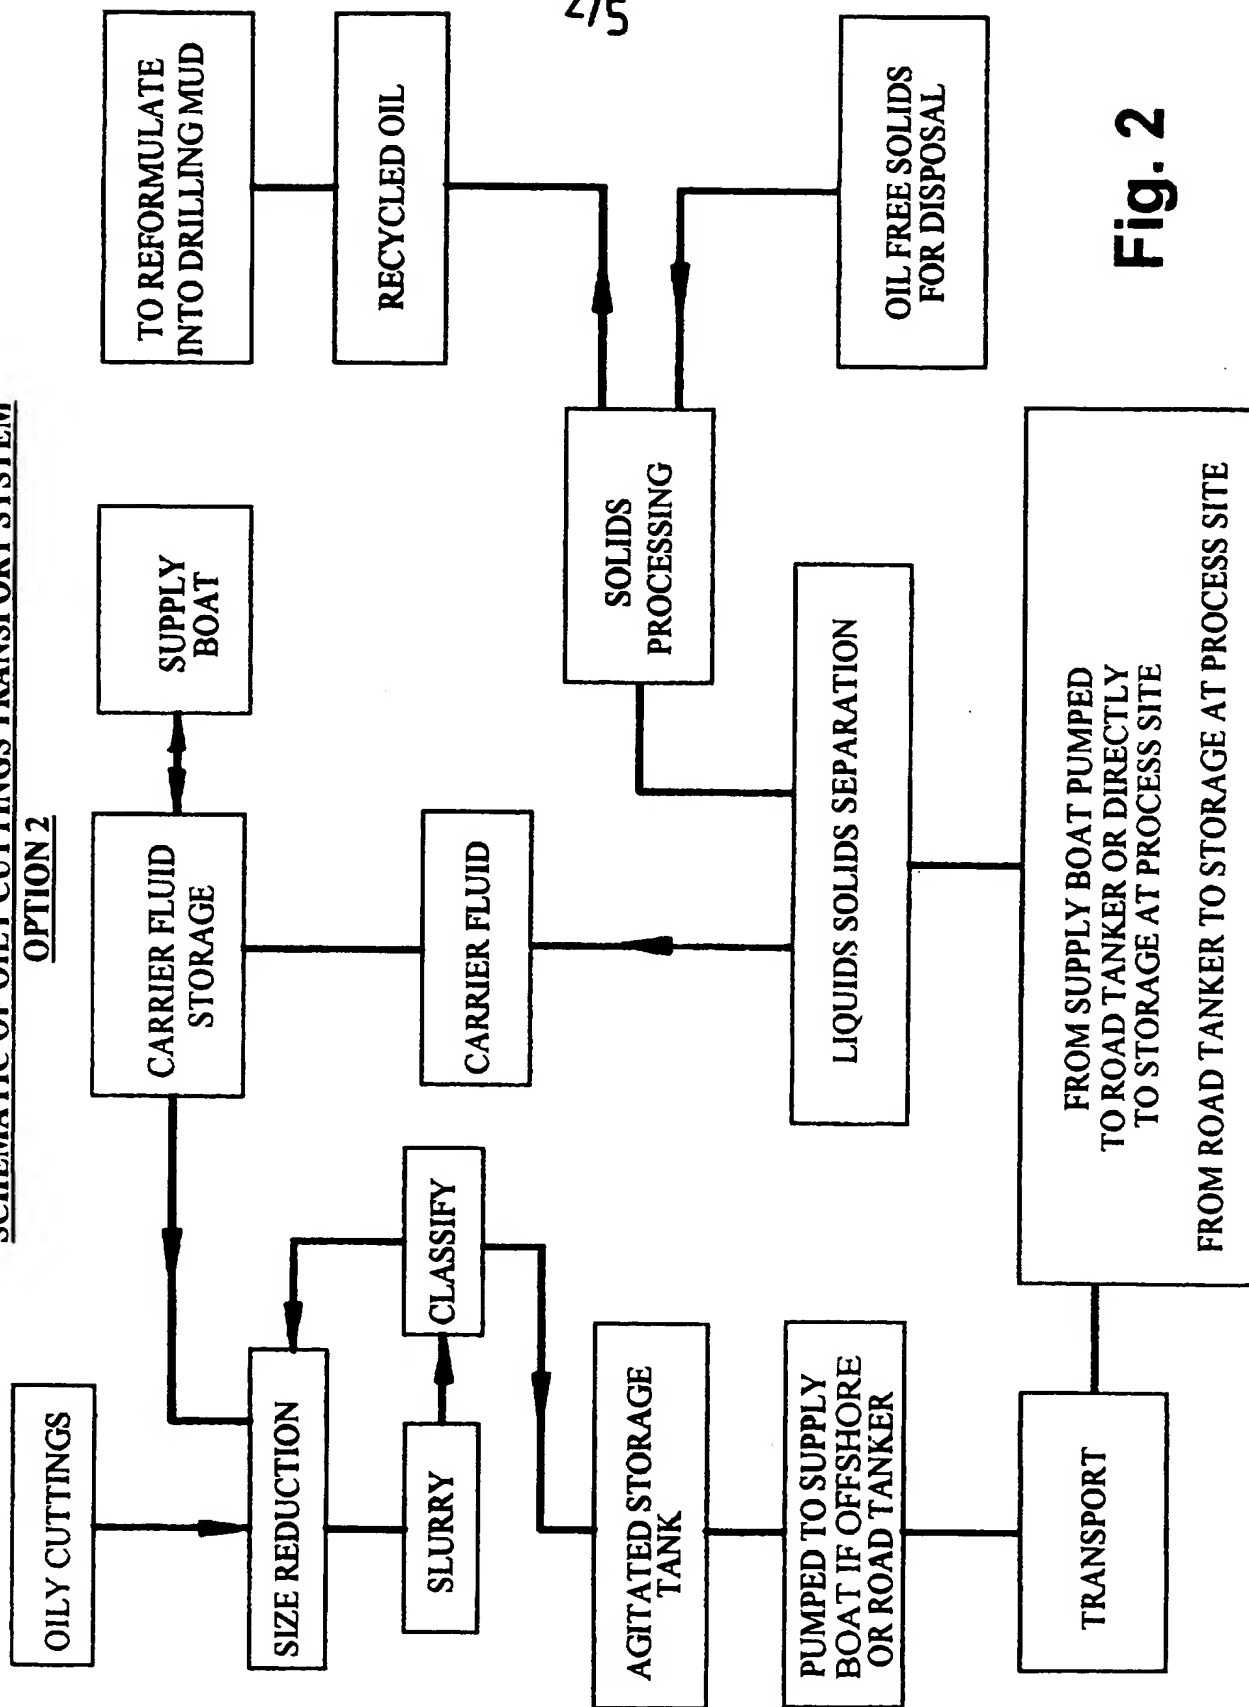 2/5
SCHEMATIC OF OILY CUTTINGS TRANSPORT SYSTEM
OPTION 2
OILY CUTTINGS
SIZE REDUCTION
SLURRY
CLASSIFY
AGITATED STORAGE
TANK
PUMPED TO SUPPLY
BOAT IF OFFSHORE
OR ROAD TANKER
TRANSPORT
CARRIER FLUID
STORAGE
SUPPLY
BOAT
CARRIER FLUID
LIQUIDS SOLIDS SEPARATION
FROM SUPPLY BOAT PUMPED
TO ROAD TANKER OR DIRECTLY
TO STORAGE AT PROCESS SITE
FROM ROAD TANKER TO STORAGE AT PROCESS SITE
SOLIDS
PROCESSING
TO REFORMULATE
INTO DRILLING MUD
RECYCLED OIL
OIL FREE SOLIDS
FOR DISPOSAL
Fig. 2